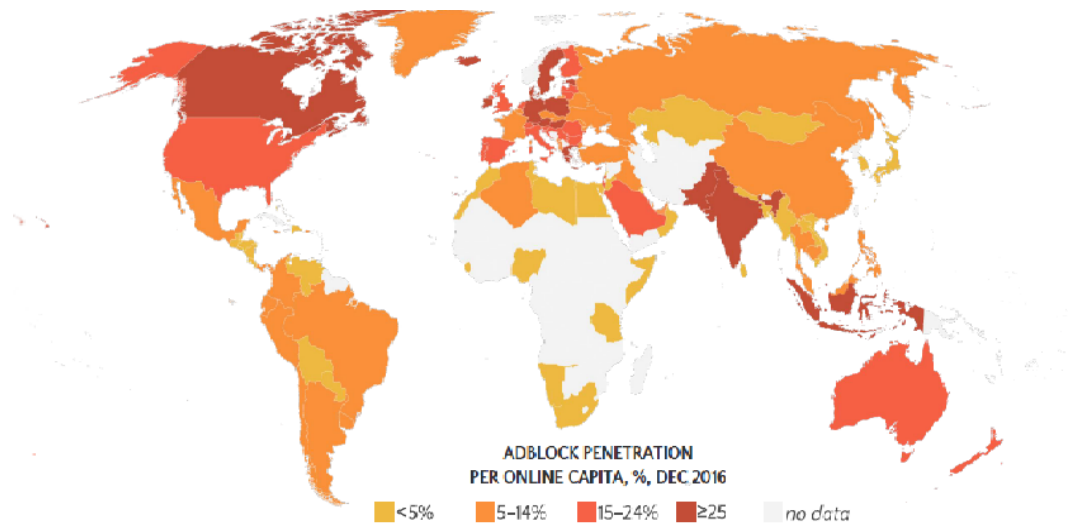 ADBLOCK PENETRATION
PER ONLINE CAPITA, %, DEC 2016
<5% 5–14% 15–24% ≥25 no data